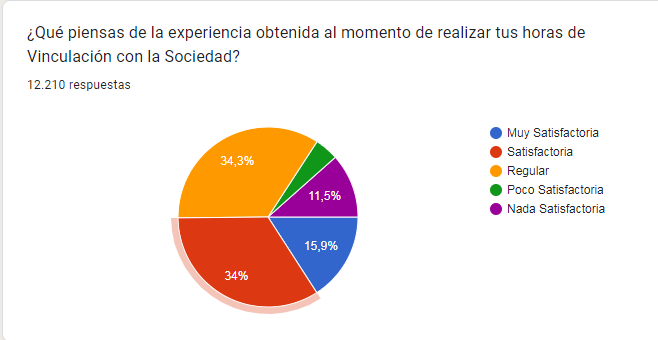 ¿Qué piensas de la experiencia obtenida al momento de realizar tus horas de
Vinculación con la Sociedad?
12.210 respuestas
34,3%
11,5%
15,9%
34%
Muy Satisfactoria
Satisfactoria
Regular
Poco Satisfactoria
Nada Satisfactoria